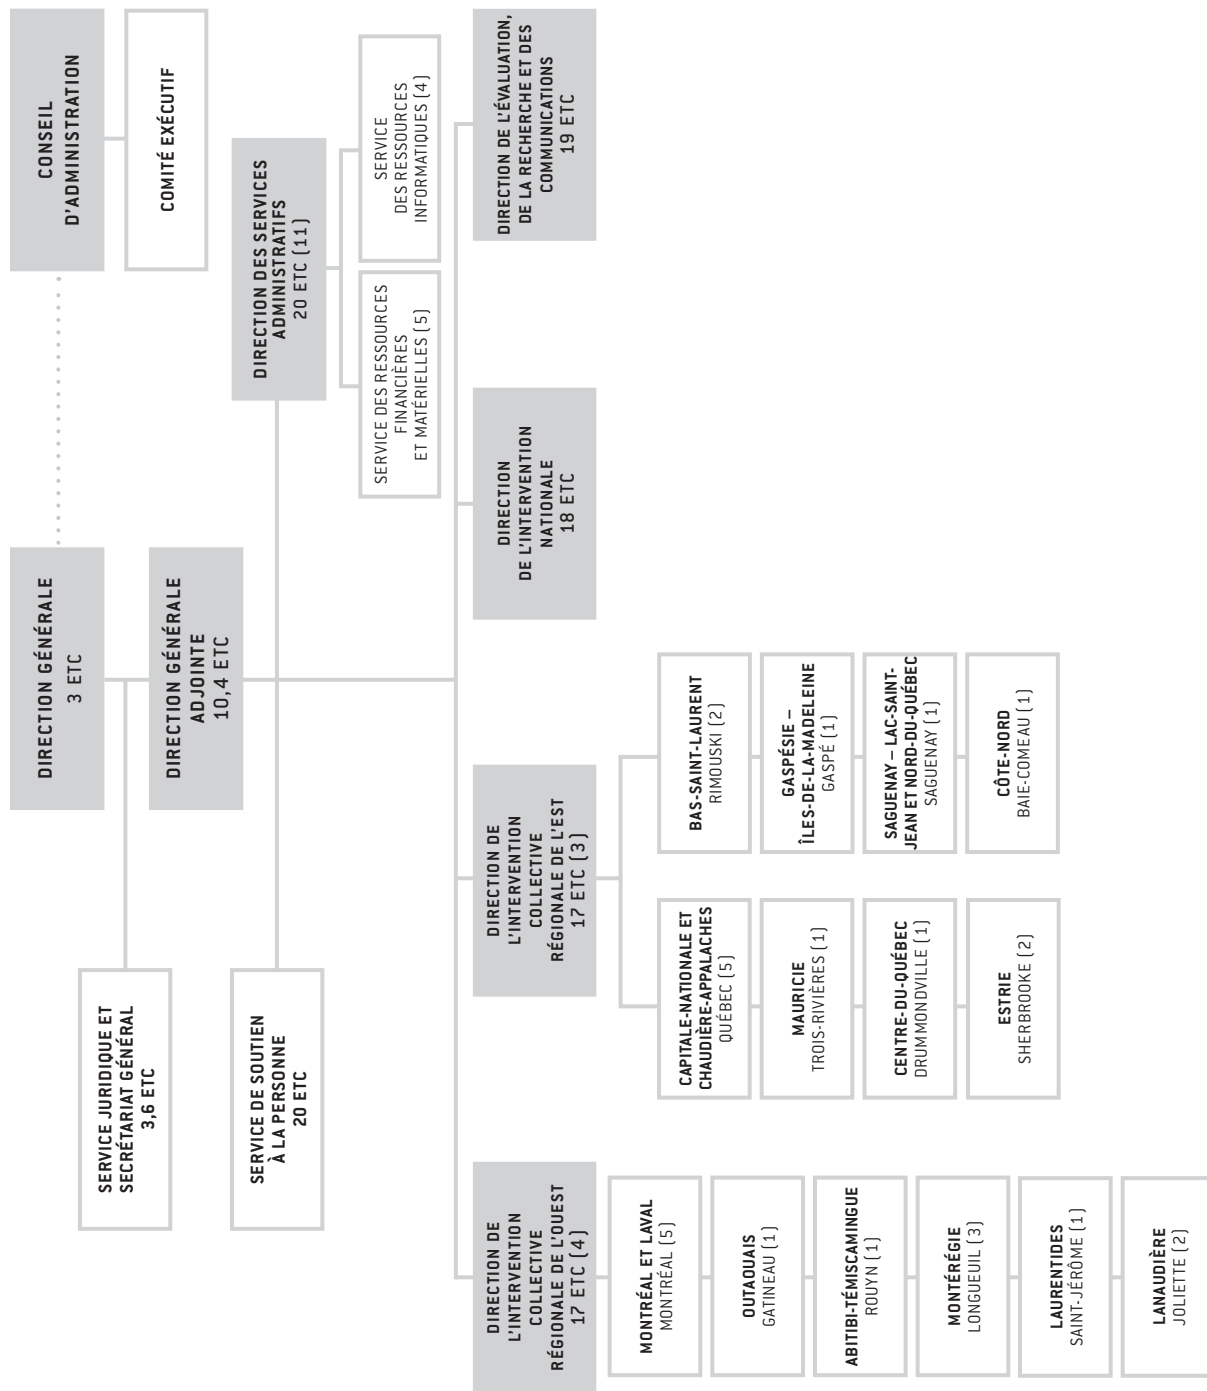 CONSEIL
D'ADMINISTRATION
COMITÉ EXÉCUTIF
DIRECTION GÉNÉRALE
3 ETC
SERVICE JURIDIQUE ET
SECRÉTARIAT GÉNÉRAL
3,6 ETC
DIRECTION GÉNÉRALE
ADJOINTE
10,4 ETC
SERVICE DE SOUTIEN
À LA PERSONNE
20 ETC
DIRECTION DES SERVICES
ADMINISTRATIFS
20 ETC (11)
SERVICE DES RESSOURCES
FINANCIÈRES
ET MATÉRIELLES (5)
SERVICE
DES RESSOURCES
INFORMATIQUES (4)
DIRECTION DE
L'INTERVENTION
COLLECTIVE
RÉGIONALE DE L'OUEST
17 ETC (4)
MONTRÉAL ET LAVAL
MONTRÉAL (5)
OUTAOUAIS
GATINEAU (1)
ABITIBI-TÉMISCAMINGUE
ROUYN (1)
MONTÉRÉGIE
LONGUEUIL (3)
LAURENTIDES
SAINT-JÉRÔME (1)
LANAUDIÈRE
JOLIETTE (2)
DIRECTION DE
L'INTERVENTION
COLLECTIVE
RÉGIONALE DE L'EST
17 ETC (3)
CAPITALE-NATIONALE ET
CHAUDIÈRE-APPALACHES
QUÉBEC (5)
MAURICIE
TROIS-RIVIÈRES (1)
CENTRE-DU-QUÉBEC
DRUMMONDVILLE (1)
ESTRIE
SHERBROOKE (2)
BAS-SAINT-LAURENT
RIMOUSKI (2)
GASPÉSIE –
ÎLES-DE-LA-MADELEINE
GASPÉ (1)
SAGUENAY – LAC-SAINT-
JEAN ET NORD-DU-QUÉBEC
SAGUENAY (1)
CÔTE-NORD
BAIE-COMEAU (1)
DIRECTION
DE L'INTERVENTION
NATIONALE
18 ETC
DIRECTION DE L'ÉVALUATION,
DE LA RECHERCHE ET DES
COMMUNICATIONS
19 ETC